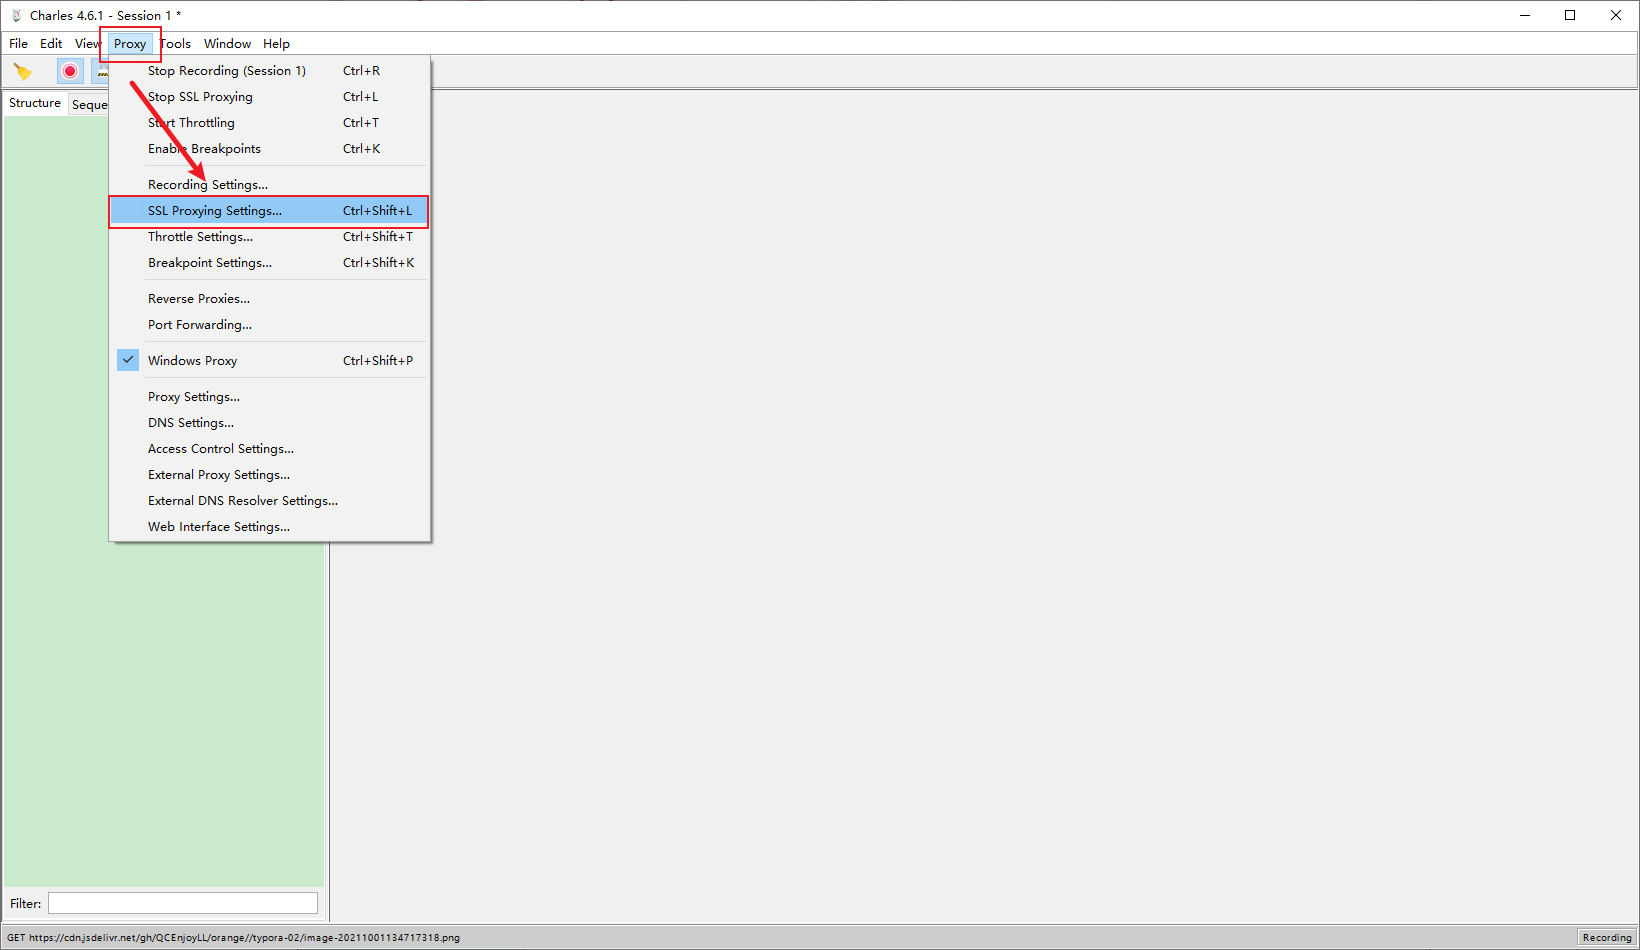 Charles 4.6.1 - Session 1 *
File Edit View Proxy Tools Window Help
Stop Recording (Session 1) Ctrl+R
Stop SSL Proxying Ctrl+L
Start Throttling Ctrl+T
Enable Breakpoints Ctrl+K
Recording Settings...
SSL Proxying Settings... Ctrl+Shift+L
Throttle Settings... Ctrl+Shift+T
Breakpoint Settings... Ctrl+Shift+K
Reverse Proxies...
Port Forwarding...
Windows Proxy Ctrl+Shift+P
Proxy Settings...
DNS Settings...
Access Control Settings...
External Proxy Settings...
External DNS Resolver Settings...
Web Interface Settings...
Structure Seque
Filter:
GET https://cdn.jsdelivr.net/gh/QCEnjoyLL/orange//typora-02/image-20211001134717318.png Recording